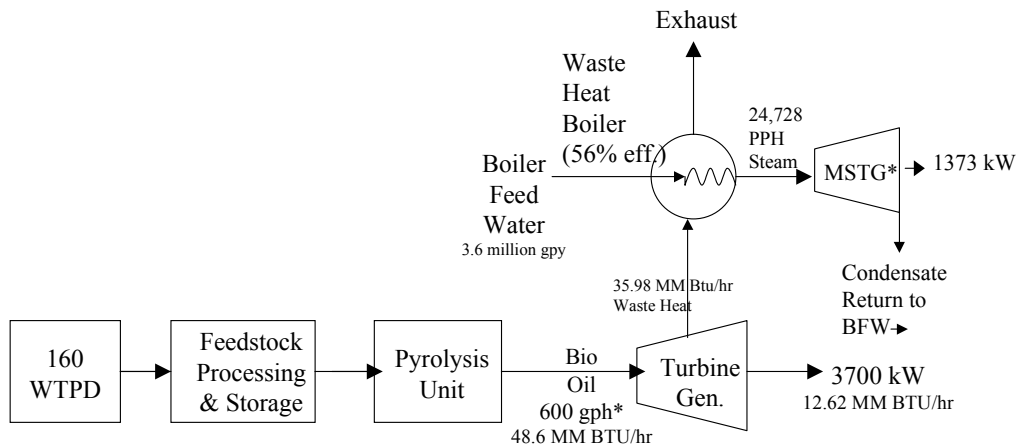 Exhaust
Waste
Heat
Boiler
(56% eff.)
24,728
PPH
Steam
MSTG*
1373 kW
Boiler
Feed
Water
3.6 million gpy
Condensate
Return to
BFW
35.98 MM Btu/hr
Waste Heat
160
WTPD
Feedstock
Processing
& Storage
Pyrolysis
Unit
Bio
Oil
600 gph*
48.6 MM BTU/hr
Turbine
Gen.
3700 kW
12.62 MM BTU/hr